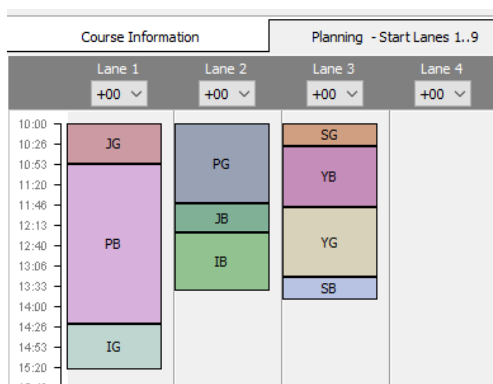 Course Information
Planning - Start Lanes 1..9
Lane 1 Lane 2 Lane 3 Lane 4
+00 +00 +00 +00
10:00
10:26
10:53
11:20
11:46
12:13
12:40
13:06
13:33
14:00
14:26
14:53
15:20
JG
PB
IG
PG
JB
IB
SG
YB
YG
SB